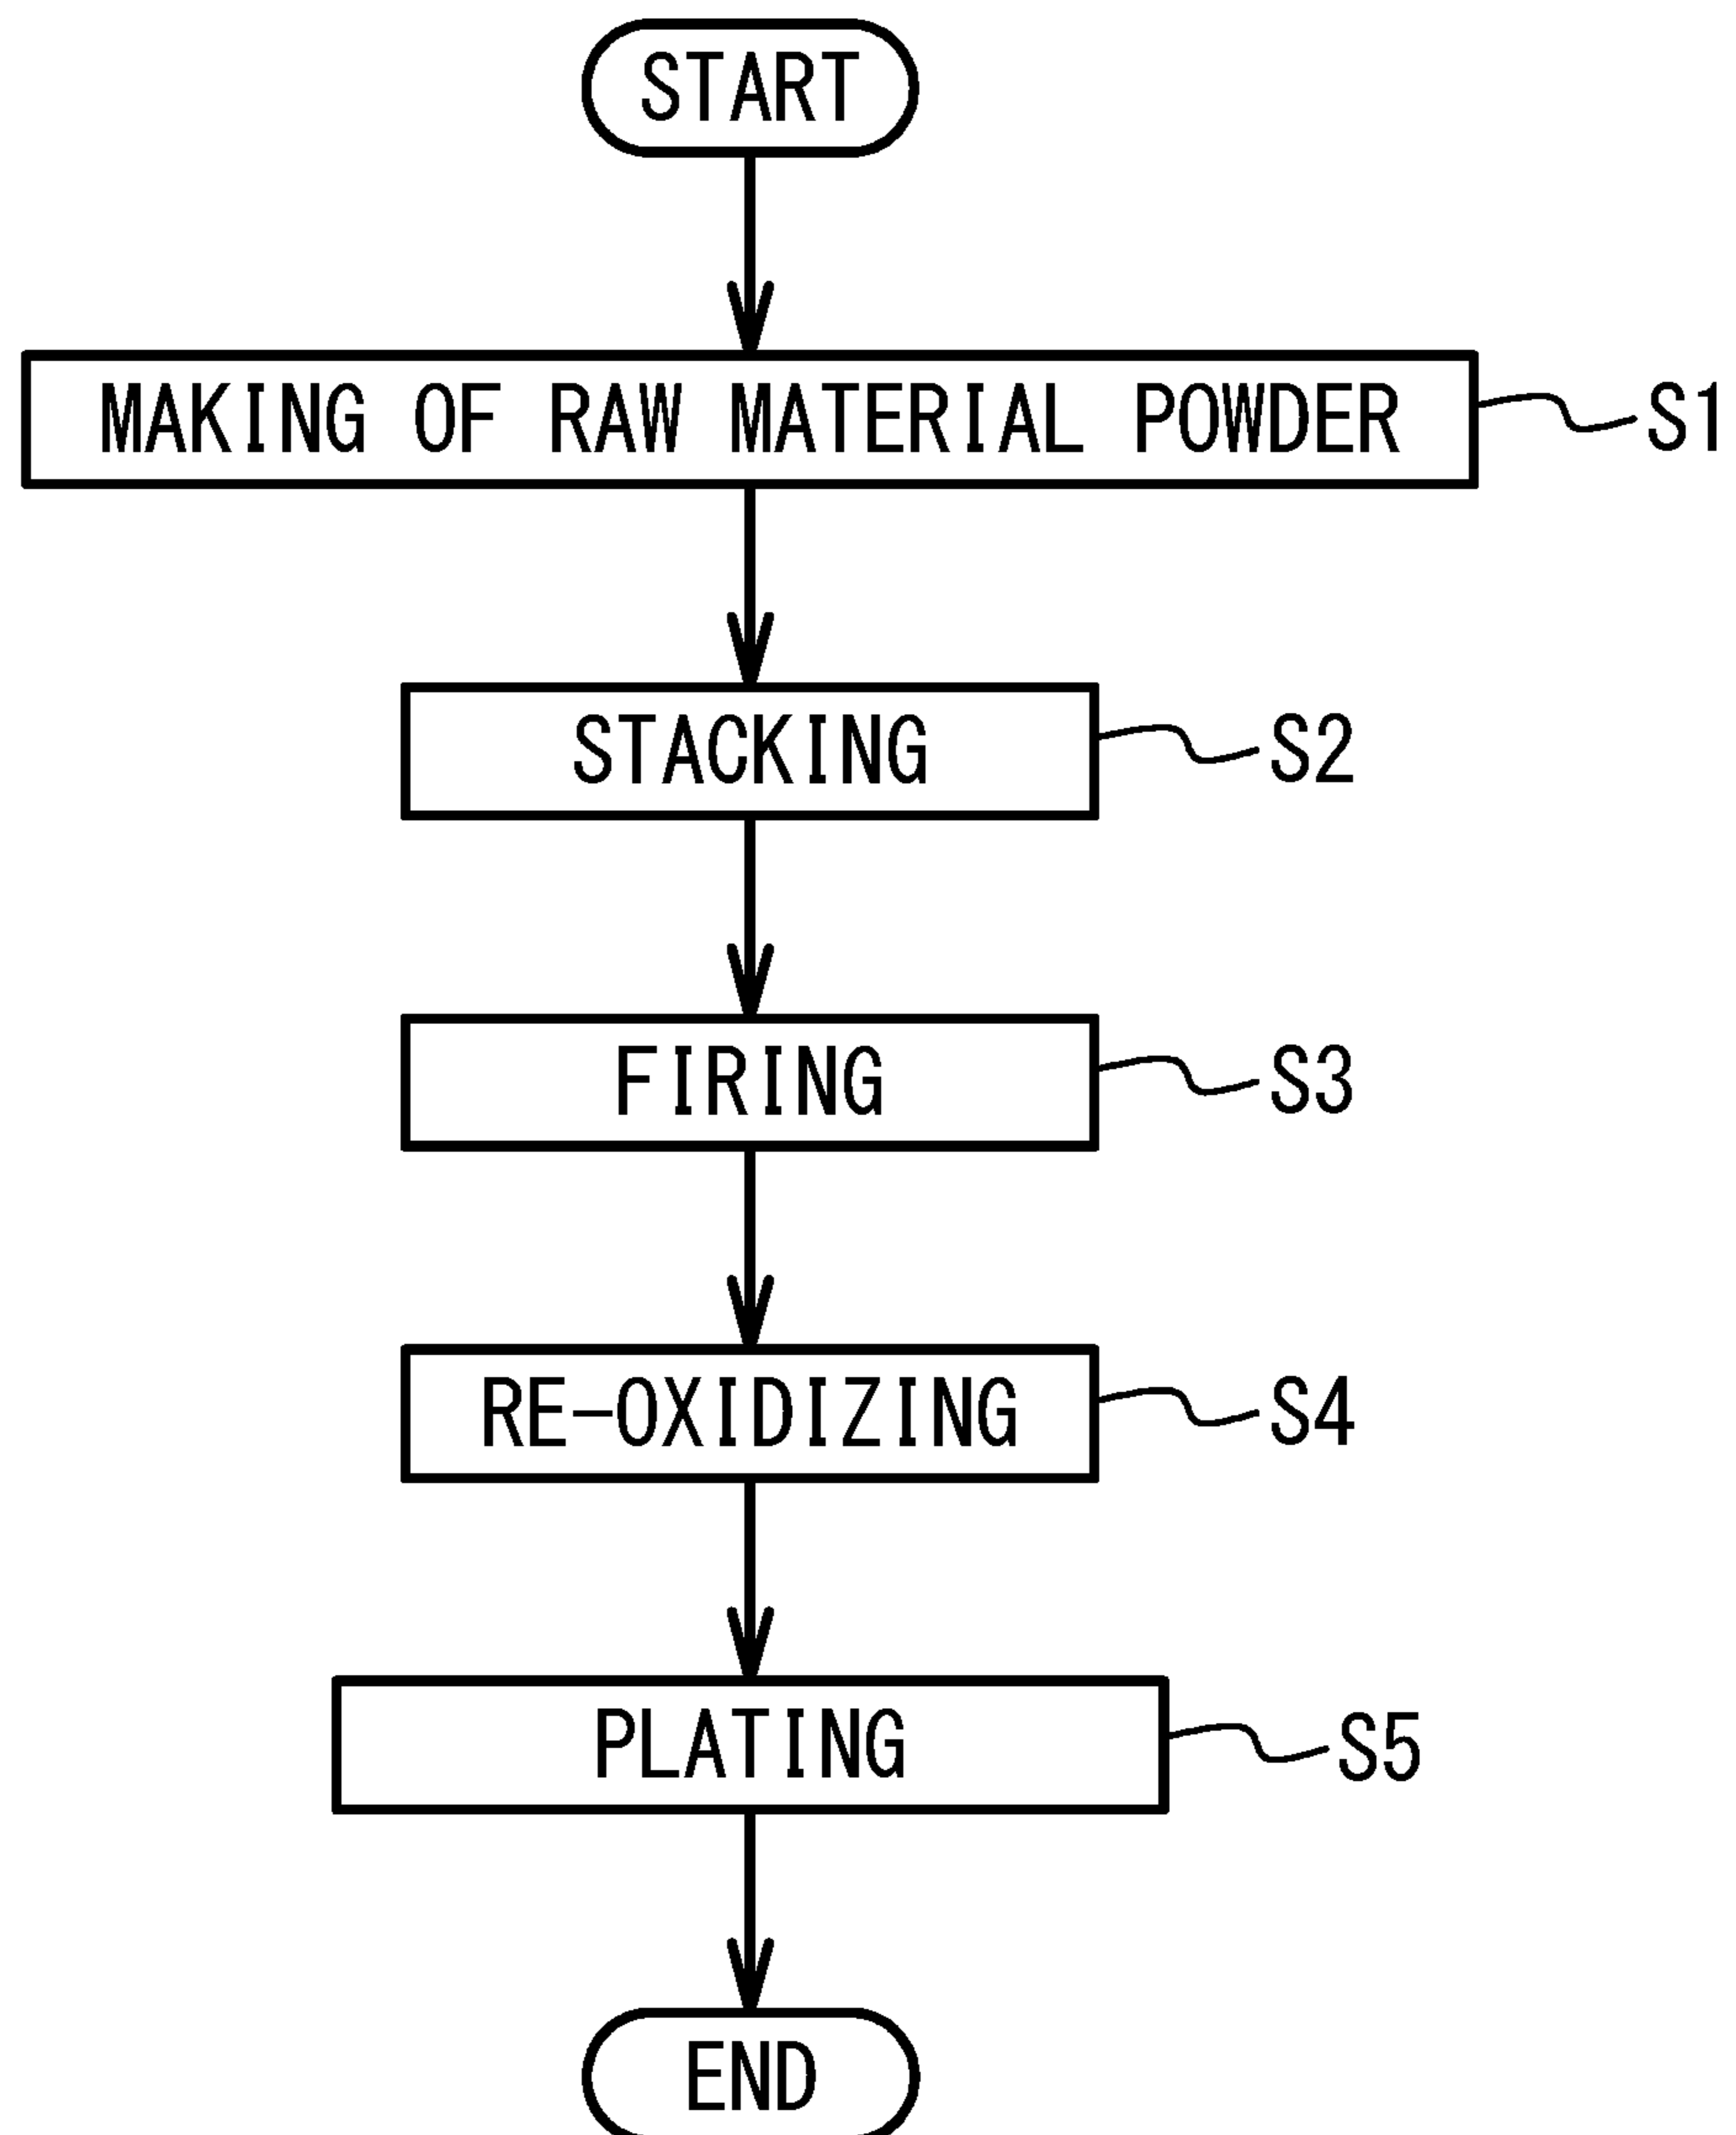 START
MAKING OF RAW MATERIAL POWDER S1
STACKING S2
FIRING S3
RE-OXIDIZING S4
PLATING S5
END